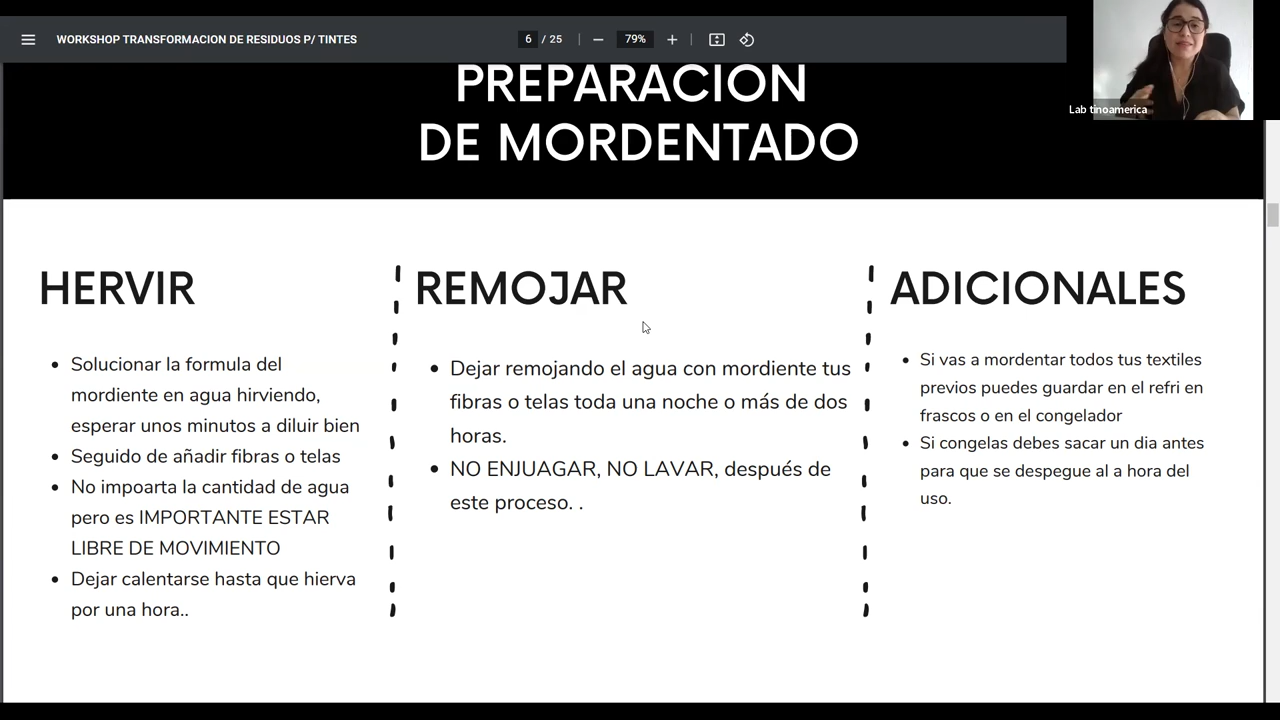 WORKSHOP TRANSFORMACION DE RESIDUOS P/ TINTES
6 / 25
79%
Lab tinoamerica
PREPARACION
DE MORDENTADO
HERVIR
Solucionar la formula del
mordiente en agua hirviendo,
esperar unos minutos a diluir bien
Seguido de añadir fibras o telas
No impoarta la cantidad de agua
pero es IMPORTANTE ESTAR
LIBRE DE MOVIMIENTO
Dejar calentarse hasta que hierva
por una hora..
REMOJAR
Dejar remojando el agua con mordiente tus
fibras o telas toda una noche o más de dos
horas.
NO ENJUAGAR, NO LAVAR, después de
este proceso. .
ADICIONALES
Si vas a mordentar todos tus textiles
previos puedes guardar en el refri en
frascos o en el congelador
Si congelas debes sacar un dia antes
para que se despegue al a hora del
uso.